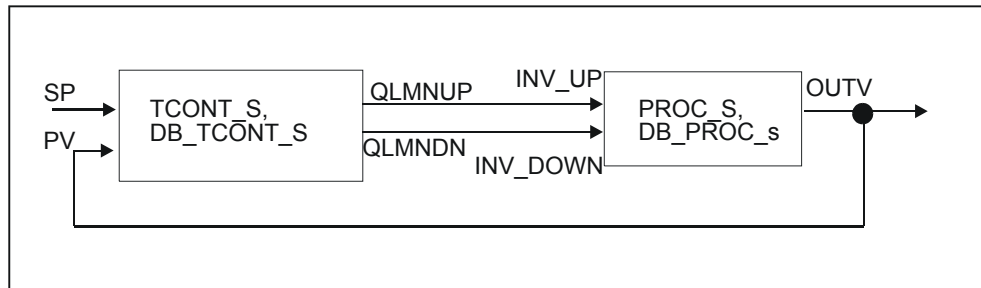 SP
PV
TCONT_S,
DB_TCONT_S
QLMNUP
QLMNDN
INV_UP
INV_DOWN
PROC_S,
DB_PROC_s
OUTV